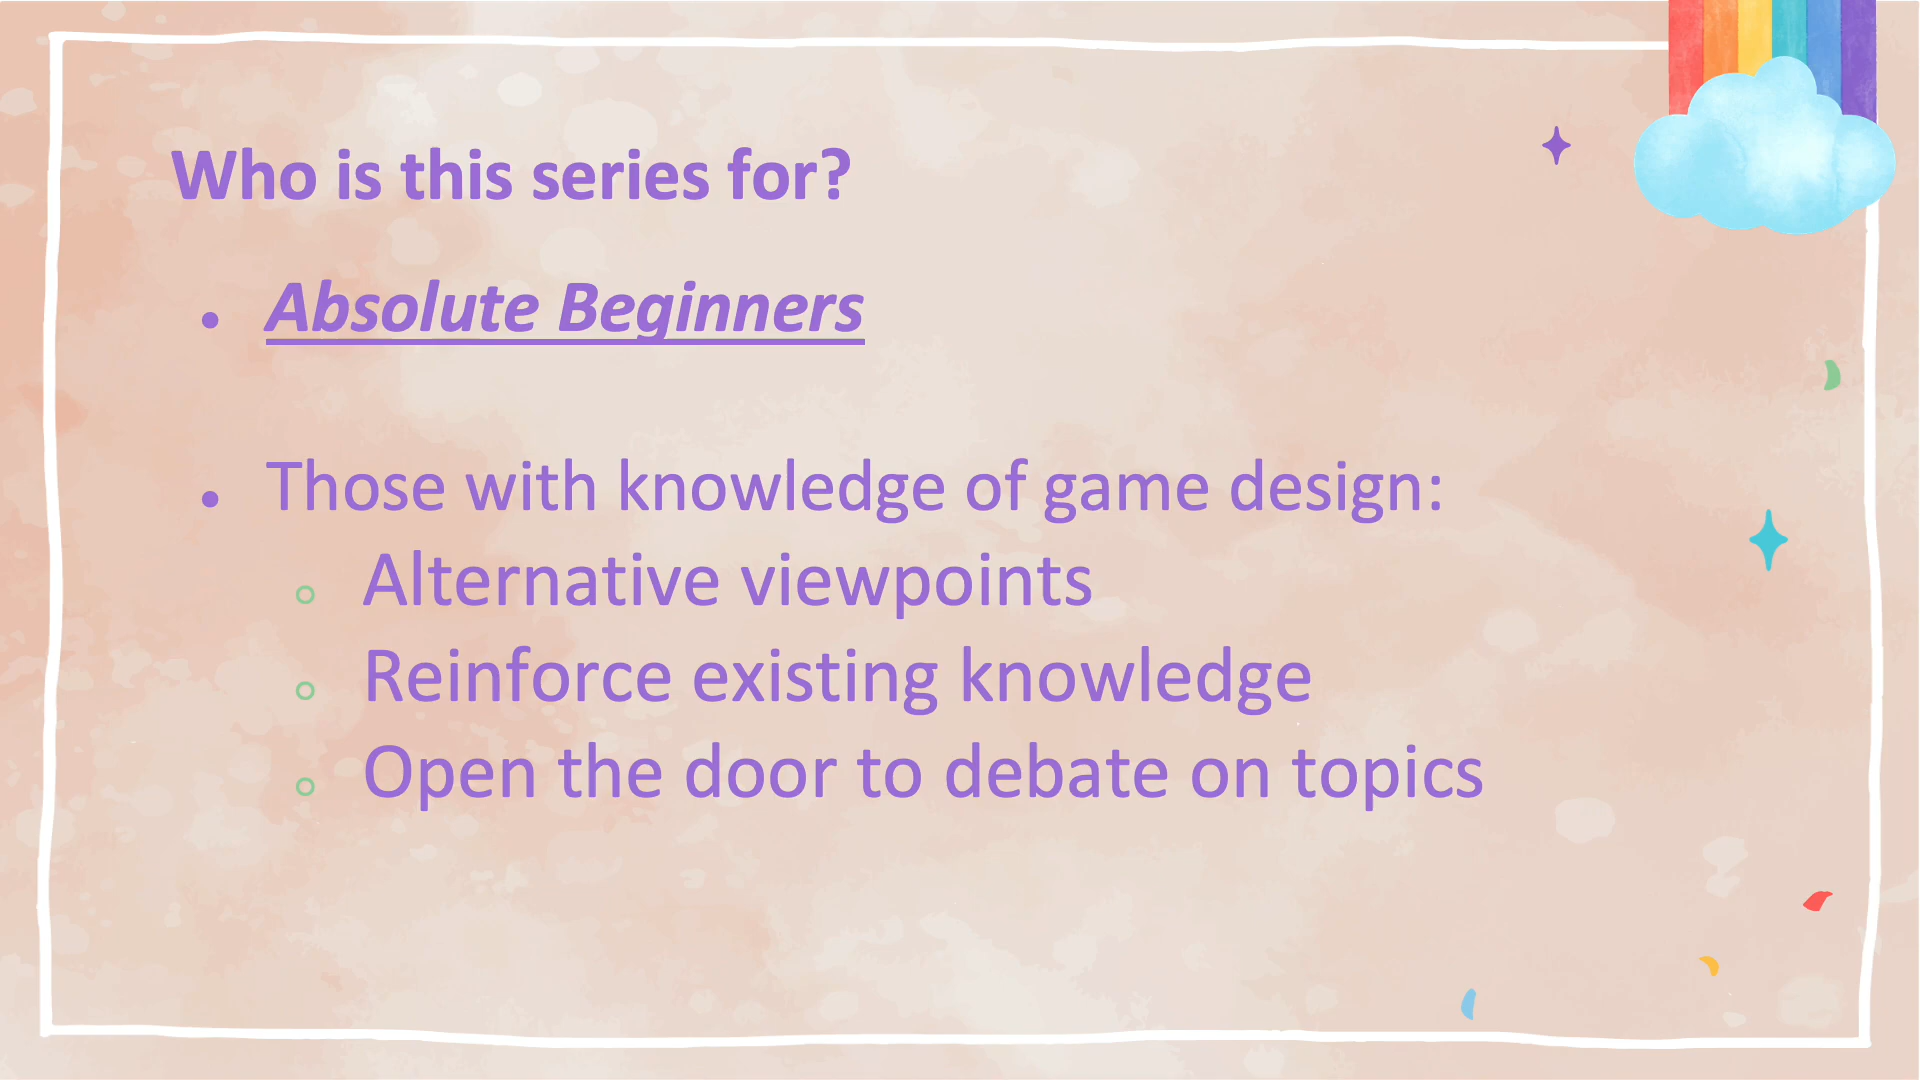 Who is this series for?
Absolute Beginners
Those with knowledge of game design:
Alternative viewpoints
Reinforce existing knowledge
Open the door to debate on topics